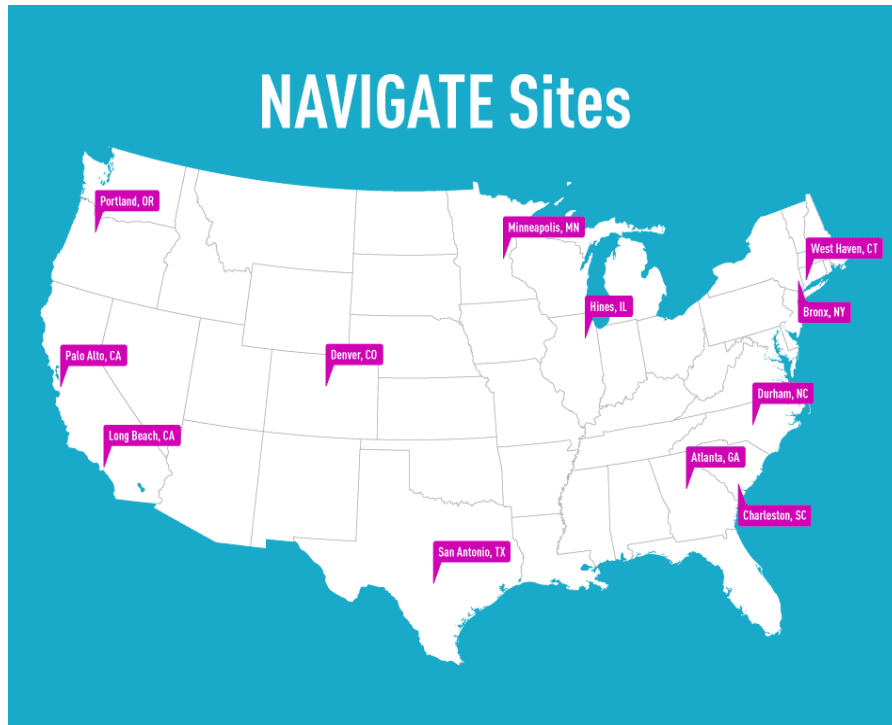 NAVIGATE Sites
Portland, OR
Minneapolis, MN
West Haven, CT
Hines, IL
Bronx, NY
Palo Alto, CA
Denver, CO
Durham, NC
Long Beach, CA
Atlanta, GA
Charleston, SC
San Antonio, TX